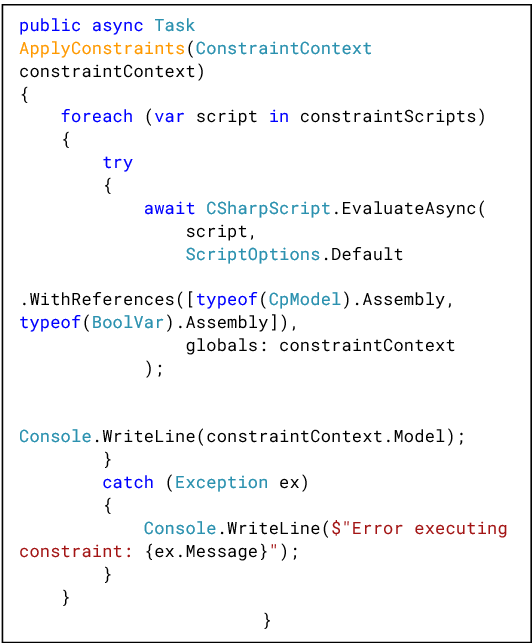 public async Task
ApplyConstraints(ConstraintContext
constraintContext)
{
    foreach (var script in constraintScripts)
    {
        try
        {
            await CSharpScript.EvaluateAsync(
                script,
                ScriptOptions.Default

.WithReferences([typeof(CpModel).Assembly,
typeof(BoolVar).Assembly]),
                globals: constraintContext
            );


Console.WriteLine(constraintContext.Model);
        }
        catch (Exception ex)
        {
            Console.WriteLine($"Error executing
constraint: {ex.Message}");
        }
    }
                        }